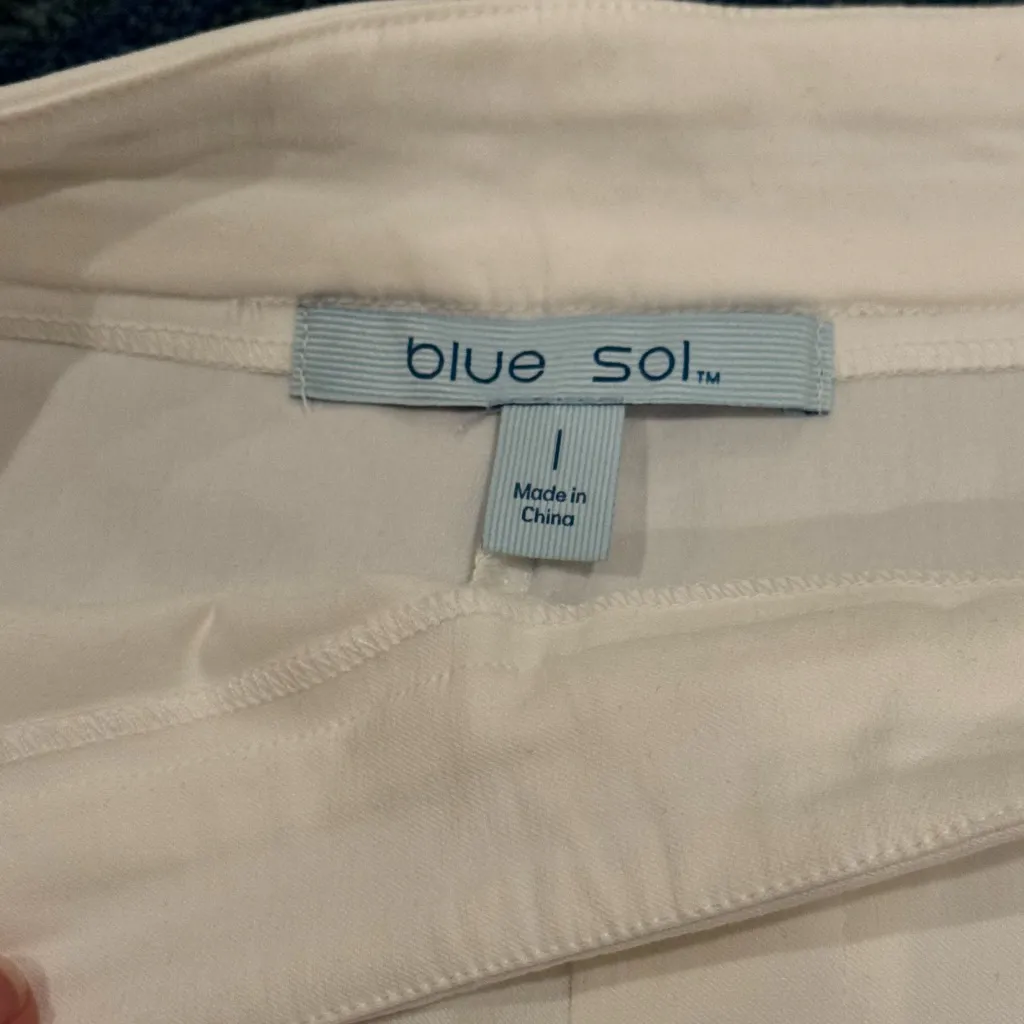 blue sol™
1
Made in
China